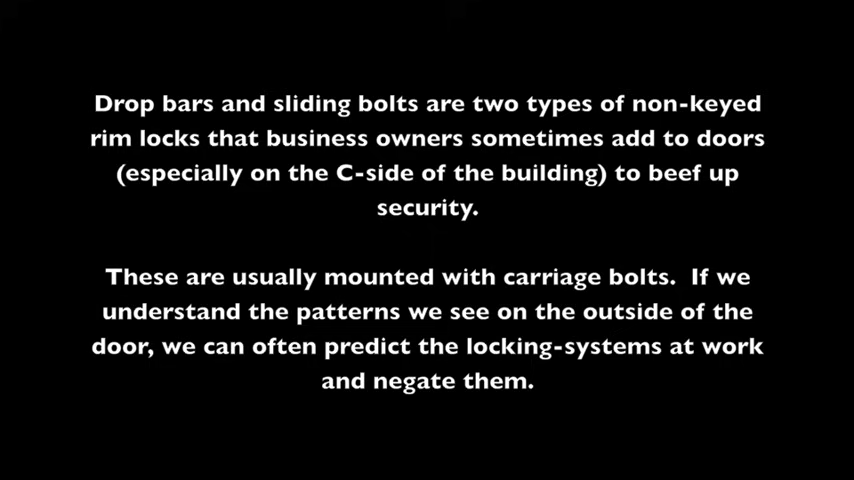 Drop bars and sliding bolts are two types of non-keyed
rim locks that business owners sometimes add to doors
(especially on the C-side of the building) to beef up
security.
These are usually mounted with carriage bolts.  If we
understand the patterns we see on the outside of the
door, we can often predict the locking-systems at work
and negate them.